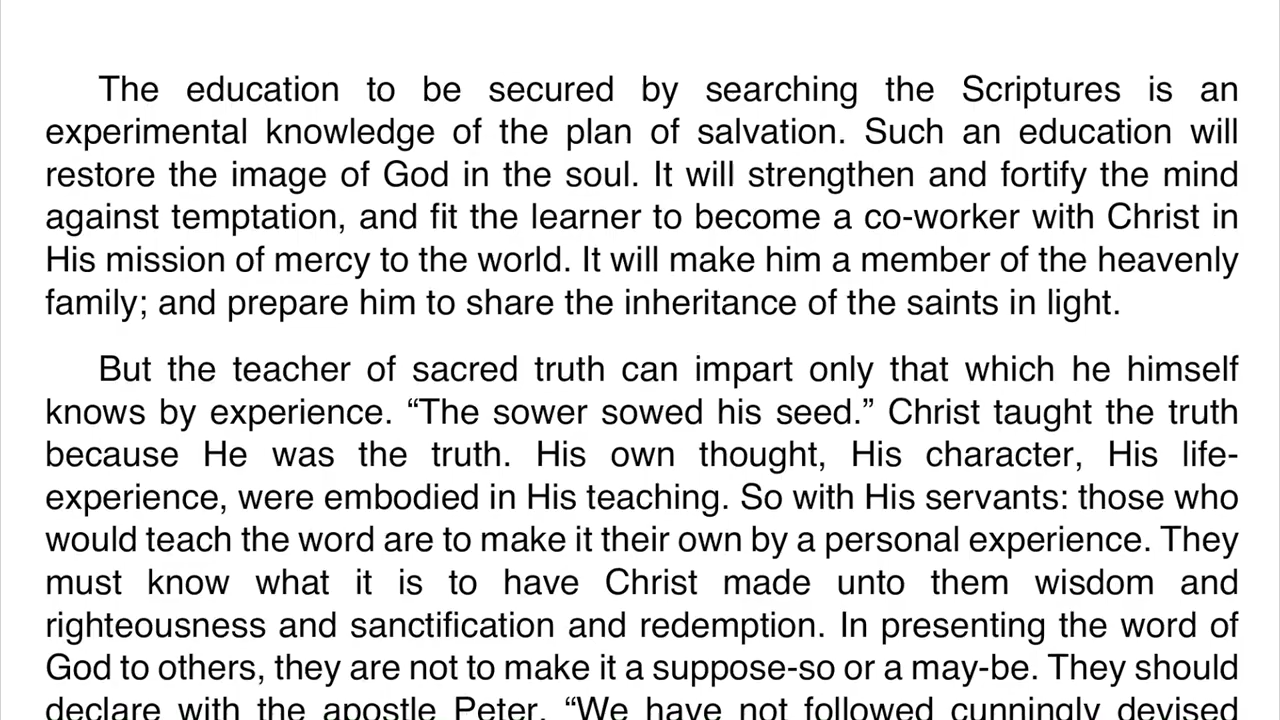 The education to be secured by searching the Scriptures is an
experimental knowledge of the plan of salvation. Such an education will
restore the image of God in the soul. It will strengthen and fortify the mind
against temptation, and fit the learner to become a co-worker with Christ in
His mission of mercy to the world. It will make him a member of the heavenly
family; and prepare him to share the inheritance of the saints in light.
But the teacher of sacred truth can impart only that which he himself
knows by experience. “The sower sowed his seed.” Christ taught the truth
because He was the truth. His own thought, His character, His life-
experience, were embodied in His teaching. So with His servants: those who
would teach the word are to make it their own by a personal experience. They
must know what it is to have Christ made unto them wisdom and
righteousness and sanctification and redemption. In presenting the word of
God to others, they are not to make it a suppose-so or a may-be. They should
declare with the apostle Peter, “We have not followed cunningly devised